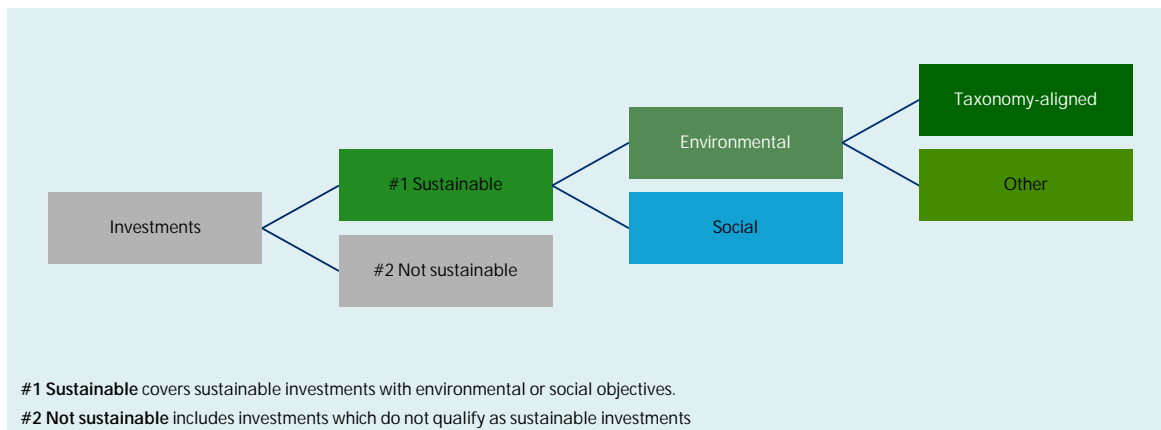 Taxonomy-aligned
Environmental
#1 Sustainable
Other
Investments
Social
#2 Not sustainable
#1 Sustainable covers sustainable investments with environmental or social objectives.
#2 Not sustainable includes investments which do not qualify as sustainable investments